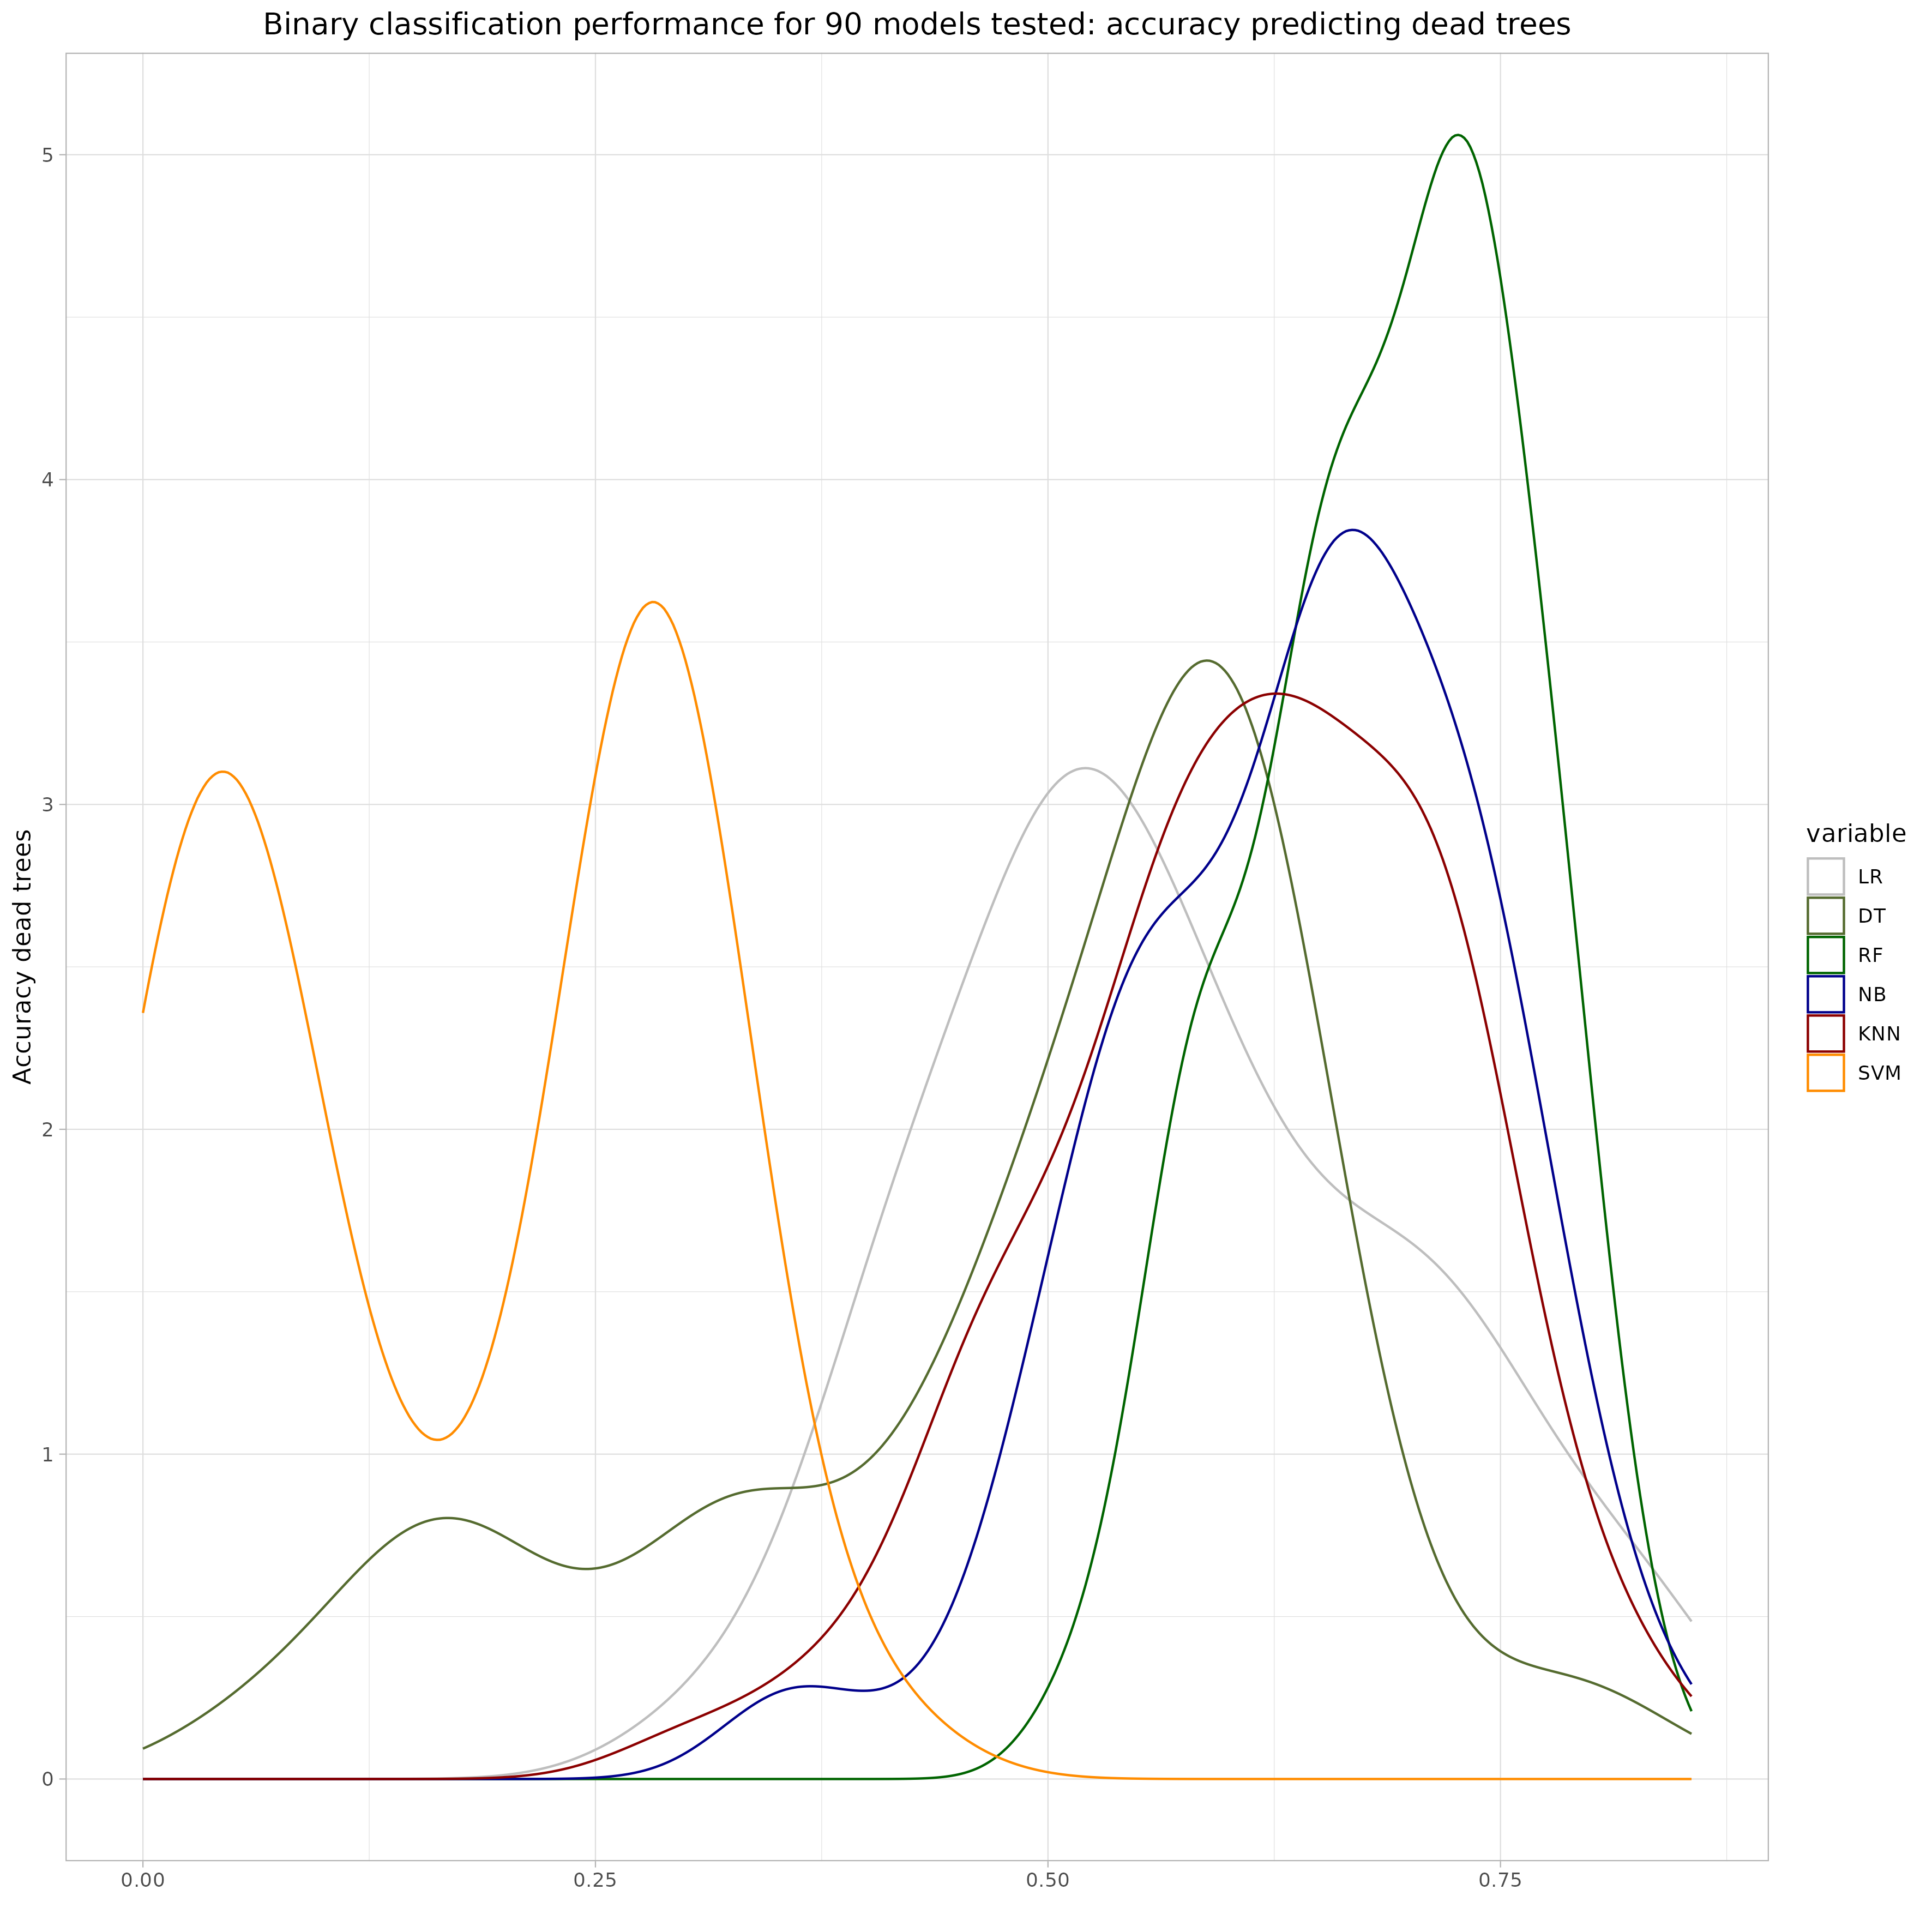 Binary classification performance for 90 models tested: accuracy predicting dead trees
5
4
3
2
1
0
Accuracy dead trees
0.00 0.25 0.50 0.75
variable
LR
DT
RF
NB
KNN
SVM